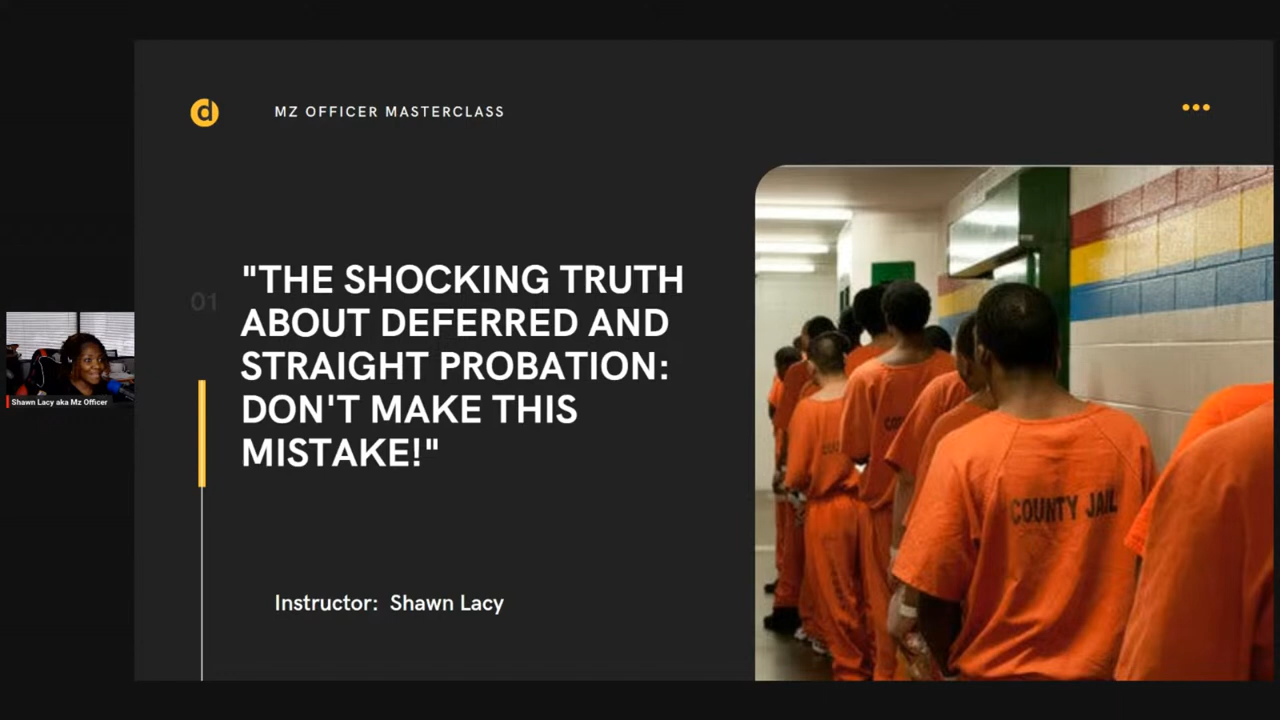 d
MZ OFFICER MASTERCLASS
01
"THE SHOCKING TRUTH
ABOUT DEFERRED AND
STRAIGHT PROBATION:
DON'T MAKE THIS
MISTAKE!"
Instructor: Shawn Lacy
Shawn Lacy aka Mz Officer
COUNTY JAIL